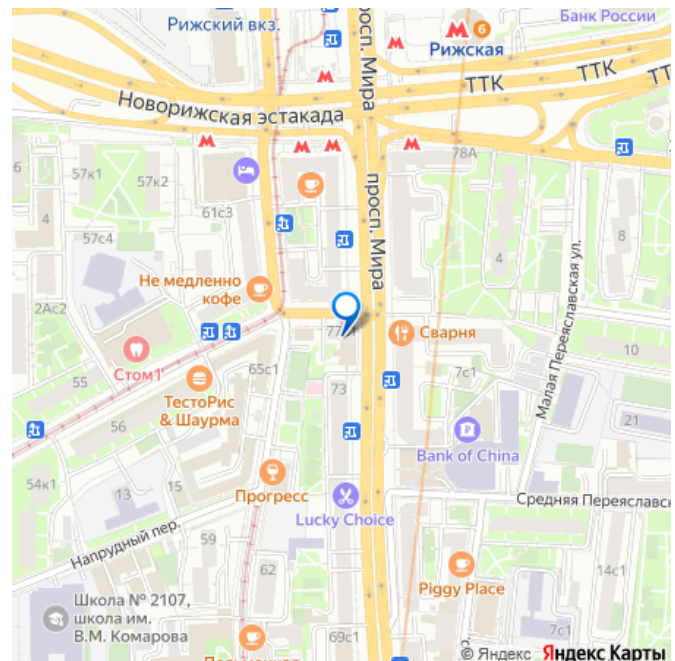 Банк России
Рижский вкз.
6
Рижская
просп. Мира
ТТК
ТТК
ТТ
Новорижская эстакада
78А
6
57к1
57к2
просп. Мира
4
61с3
57с4
4
8
Малая Переяславская ул.
Не медленно
кофе
2Ас2
Сварня
10
Стом1
65с1
7с1
55
73
ТестоРис
& Шаурма
56
21
Bank of China
54к1
13
15
Прогресс
Lucky Choice
Средняя Переяславск
Напрудный пер.
59
62
14с1
Piggy Place
Школа № 2107,
школа им.
В.М. Комарова
69с1
7с1
© Яндекс Яндекс Карты